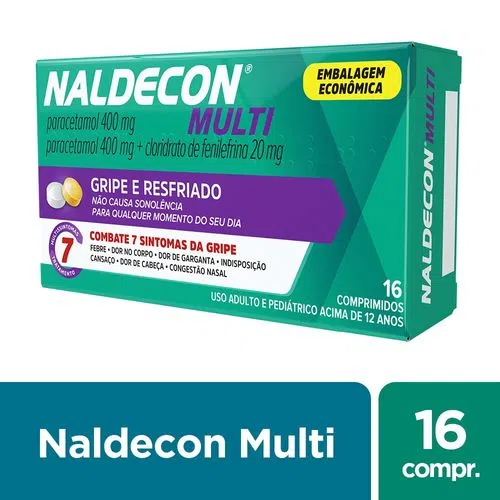 NALDECON®
MULTI
paracetamol 400 mg
paracetamol 400 mg + cloridrato de fenilefrina 20 mg
EMBALAGEM
ECONÔMICA
GRIPE E RESFRIADO
NÃO CAUSA SONOLÊNCIA
PARA QUALQUER MOMENTO DO SEU DIA
MULTISSINTOMAS
7
TRATAMENTO
COMBATE 7 SINTOMAS DA GRIPE
FEBRE • DOR NO CORPO • DOR DE GARGANTA • INDISPOSIÇÃO
CANSAÇO • DOR DE CABEÇA • CONGESTÃO NASAL
16
COMPRIMIDOS
USO ADULTO E PEDIÁTRICO ACIMA DE 12 ANOS
NALDECON MULTI
Naldecon Multi
16
compr.